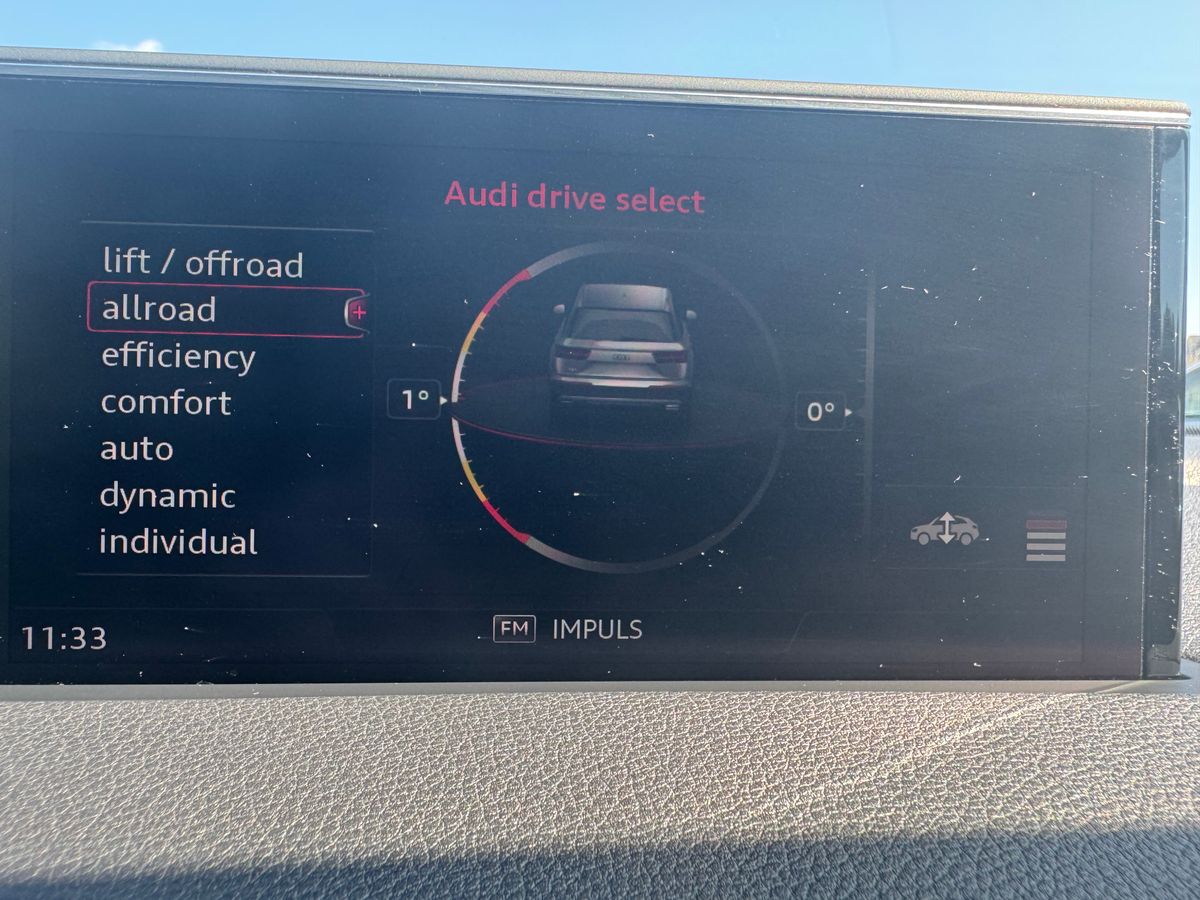 Audi drive select
lift / offroad
allroad
efficiency
comfort
auto
dynamic
individual
1°
0°
11:33
FM IMPULS